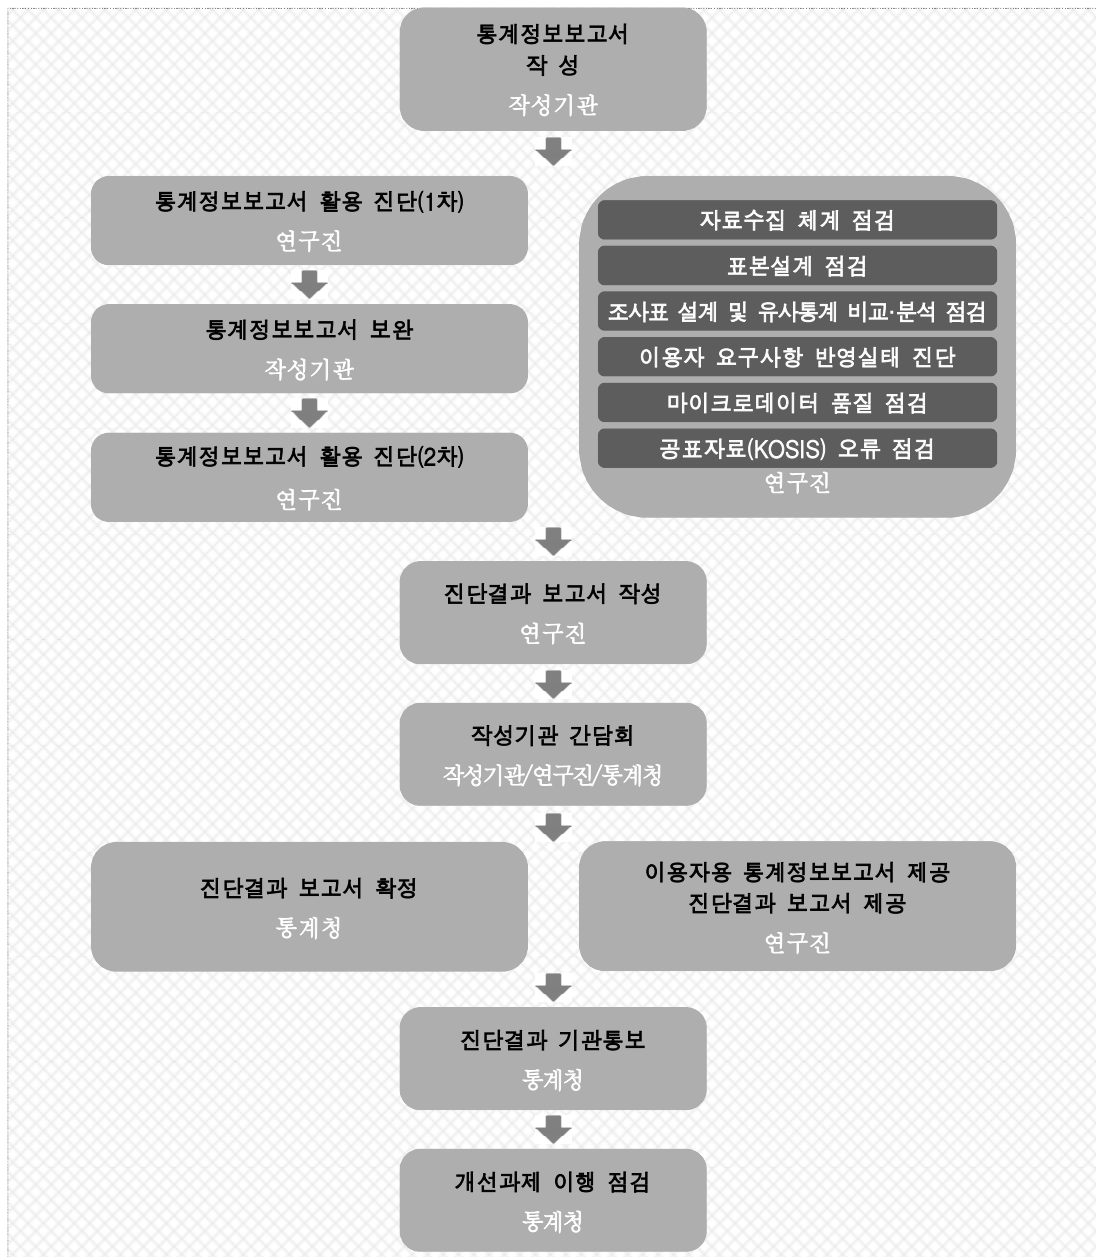 통계정보보고서
작 성
작성기관
통계정보보고서 활용 진단(1차)
연구진
통계정보보고서 보완
작성기관
통계정보보고서 활용 진단(2차)
연구진
자료수집 체계 점검
표본설계 점검
조사표 설계 및 유사통계 비교·분석 점검
이용자 요구사항 반영실태 진단
마이크로데이터 품질 점검
공표자료(KOSIS) 오류 점검
연구진
진단결과 보고서 작성
연구진
작성기관 간담회
작성기관/연구진/통계청
진단결과 보고서 확정
통계청
이용자용 통계정보보고서 제공
진단결과 보고서 제공
연구진
진단결과 기관통보
통계청
개선과제 이행 점검
통계청